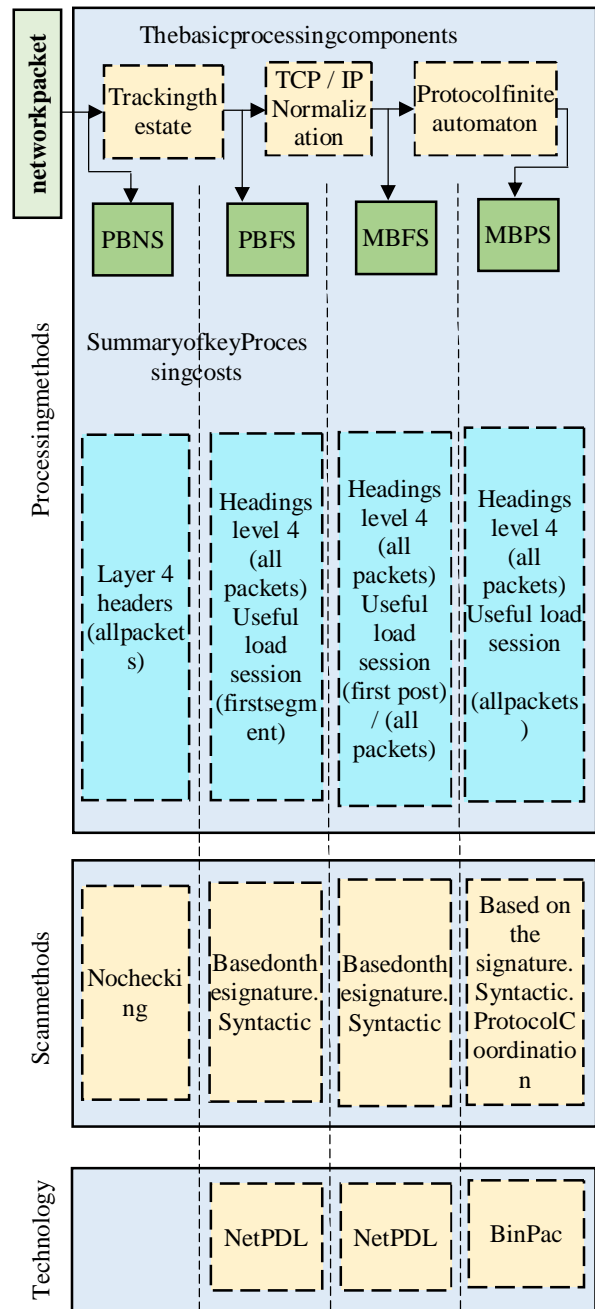 Thebasicprocessingcomponents
networkpacket
Trackingth
estate
TCP / IP
Normaliz
ation
Protocolfinite
automaton
PBNS
PBFS
MBFS
MBPS
Processingmethods
SummaryofkeyProces
singcosts
Layer 4
headers
(allpacket
s)
Headings
level 4
(all
packets)
Useful
load
session
(firstsegm
ent)
Headings
level 4
(all
packets)
Useful
load
session
(first post)
/ (all
packets)
Headings
level 4
(all
packets)
Useful load
session
(allpackets
)
Scanmethods
Nochecki
ng
Basedonth
esignature.
Syntactic
Basedonth
esignature.
Syntactic
Based on
the
signature.
Syntactic.
ProtocolC
oordinatio
n
Technology
NetPDL
NetPDL
BinPac